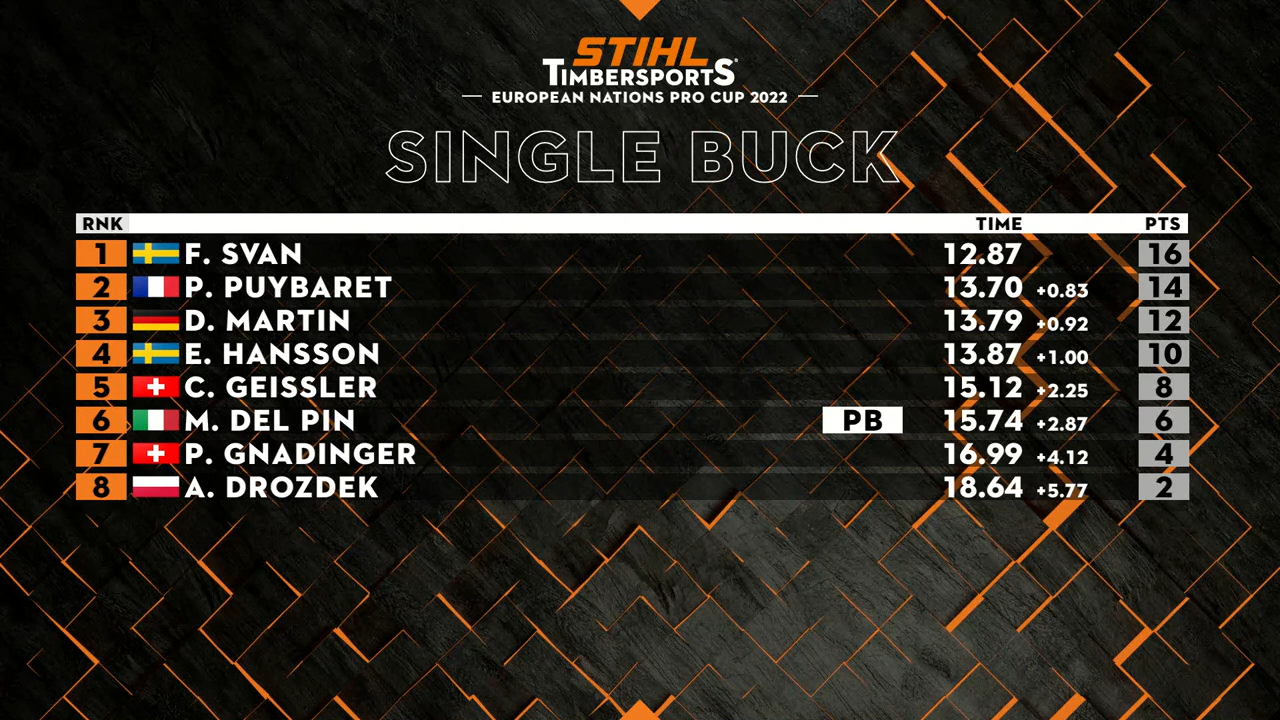 STIHL
TIMBERSPORTS®
EUROPEAN NATIONS PRO CUP 2022
SINGLE BUCK
RNK TIME PTS
1 F. SVAN 12.87 16
2 P. PUYBARET 13.70 +0.83 14
3 D. MARTIN 13.79 +0.92 12
4 E. HANSSON 13.87 +1.00 10
5 C. GEISSLER 15.12 +2.25 8
6 M. DEL PIN PB 15.74 +2.87 6
7 P. GNADINGER 16.99 +4.12 4
8 A. DROZDEK 18.64 +5.77 2